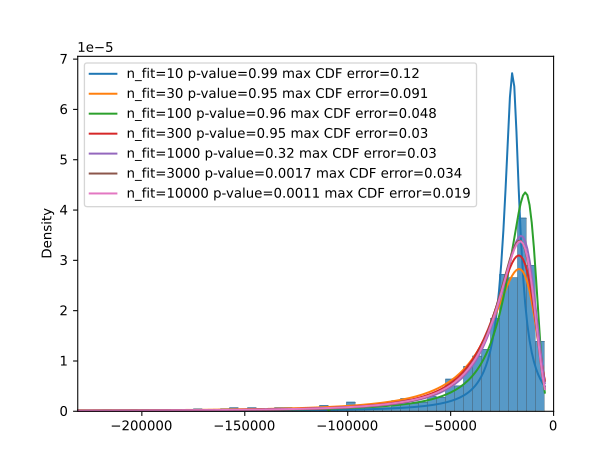 1e−5
7
n_fit=10 p-value=0.99 max CDF error=0.12
n_fit=30 p-value=0.95 max CDF error=0.091
6
n_fit=100 p-value=0.96 max CDF error=0.048
n_fit=300 p-value=0.95 max CDF error=0.03
5
n_fit=1000 p-value=0.32 max CDF error=0.03
n_fit=3000 p-value=0.0017 max CDF error=0.034
n_fit=10000 p-value=0.0011 max CDF error=0.019
4
Density
3
2
1
0
−200000 −150000 −100000 −50000 0